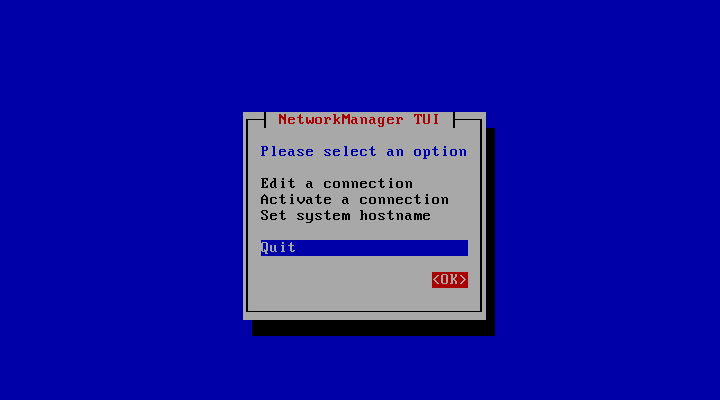 NetworkManager TUI
Please select an option
Edit a connection
Activate a connection
Set system hostname
Quit
<OK>